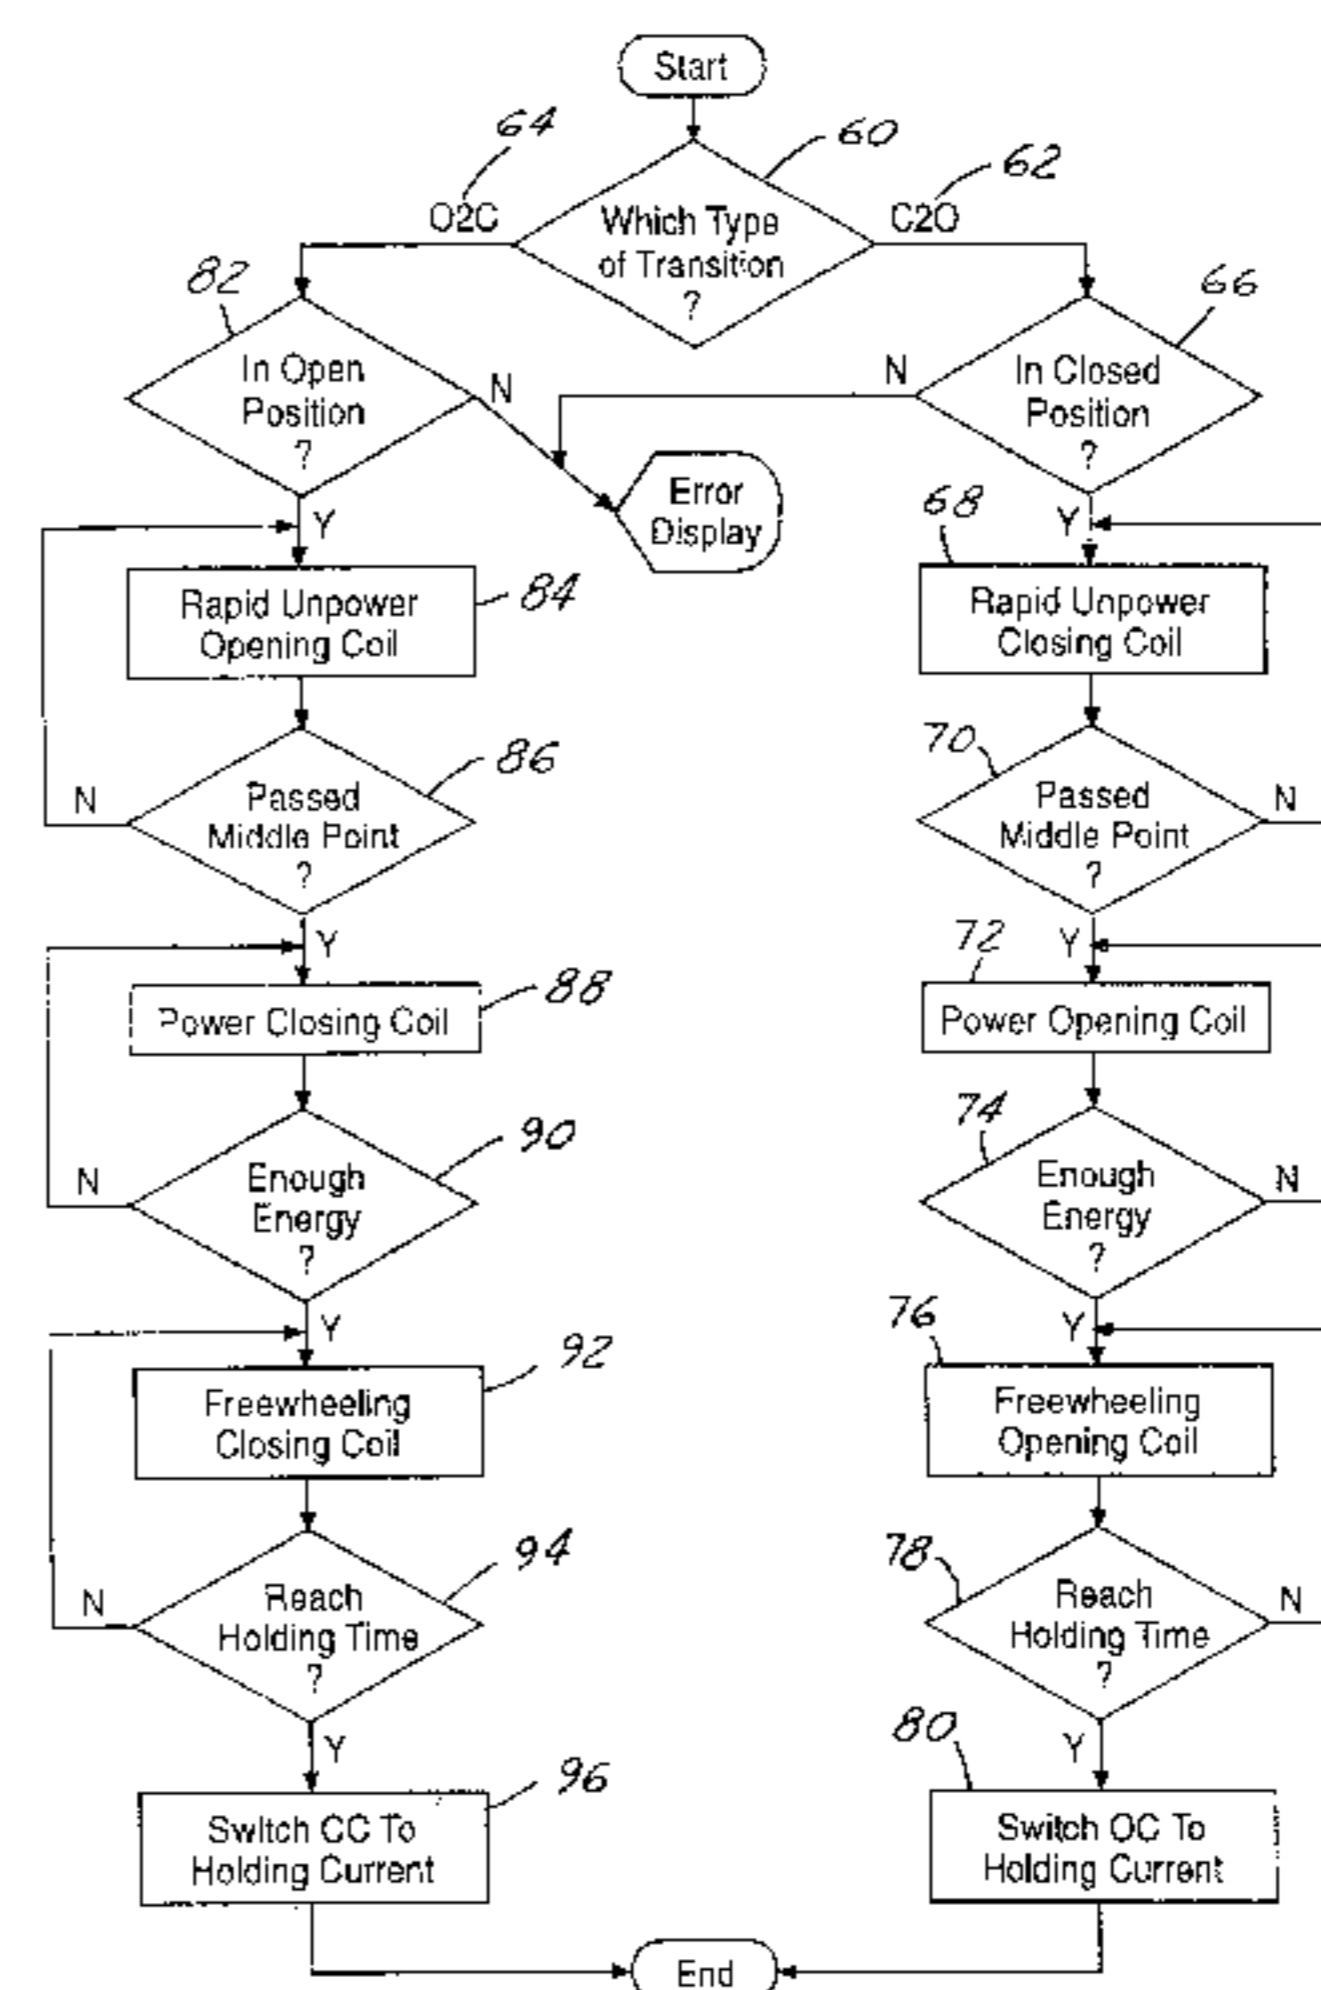 Start
64
60
62
O2C
Which Type
of Transition
?
C2O
82
66
In Open
Position
?
N
N
In Closed
Position
?
Error
Display
68
Y
Y
Rapid Unpower
Opening Coil
84
Rapid Unpower
Closing Coil
86
70
N
Passed
Middle Point
?
Passed
Middle Point
?
N
Y
72
Y
88
Power Closing Coil
Power Opening Coil
90
74
N
Enough
Energy
?
Enough
Energy
?
N
Y
76
Y
92
Freewheeling
Closing Coil
Freewheeling
Opening Coil
94
78
N
Reach
Holding Time
?
Reach
Holding Time
?
N
Y
80
Y
96
Switch CC To
Holding Current
Switch OC To
Holding Current
End